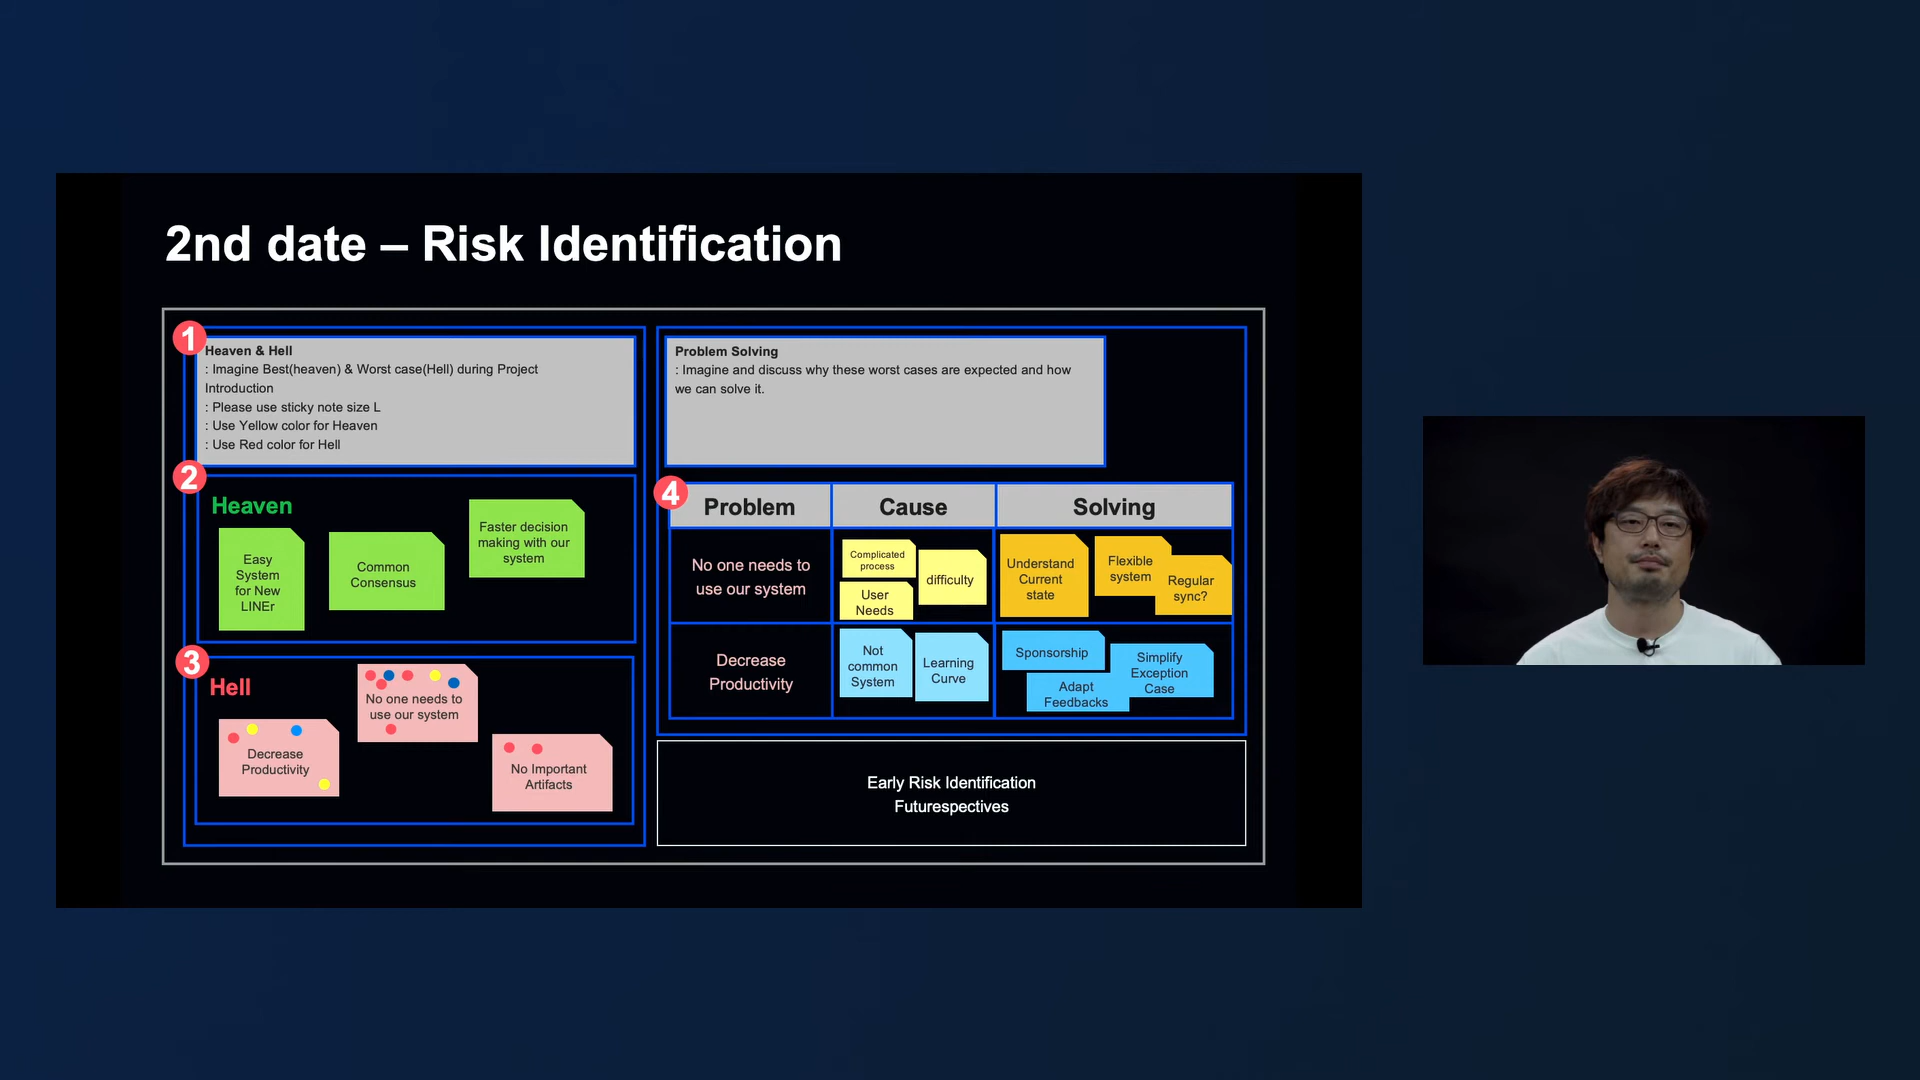 2nd date – Risk Identification
1
Heaven & Hell
: Imagine Best(heaven) & Worst case(Hell) during Project
Introduction
: Please use sticky note size L
: Use Yellow color for Heaven
: Use Red color for Hell
2
Heaven
Easy
System
for New
LINEr
Common
Consensus
Faster decision
making with our
system
3
Hell
Decrease
Productivity
No one needs to
use our system
No Important
Artifacts
Problem Solving
: Imagine and discuss why these worst cases are expected and how
we can solve it.
4
Problem
Cause
Solving
No one needs to
use our system
Complicated
process
difficulty
User
Needs
Understand
Current
state
Flexible
system
Regular
sync?
Decrease
Productivity
Not
common
System
Learning
Curve
Sponsorship
Simplify
Exception
Case
Adapt
Feedbacks
Early Risk Identification
Futurespectives